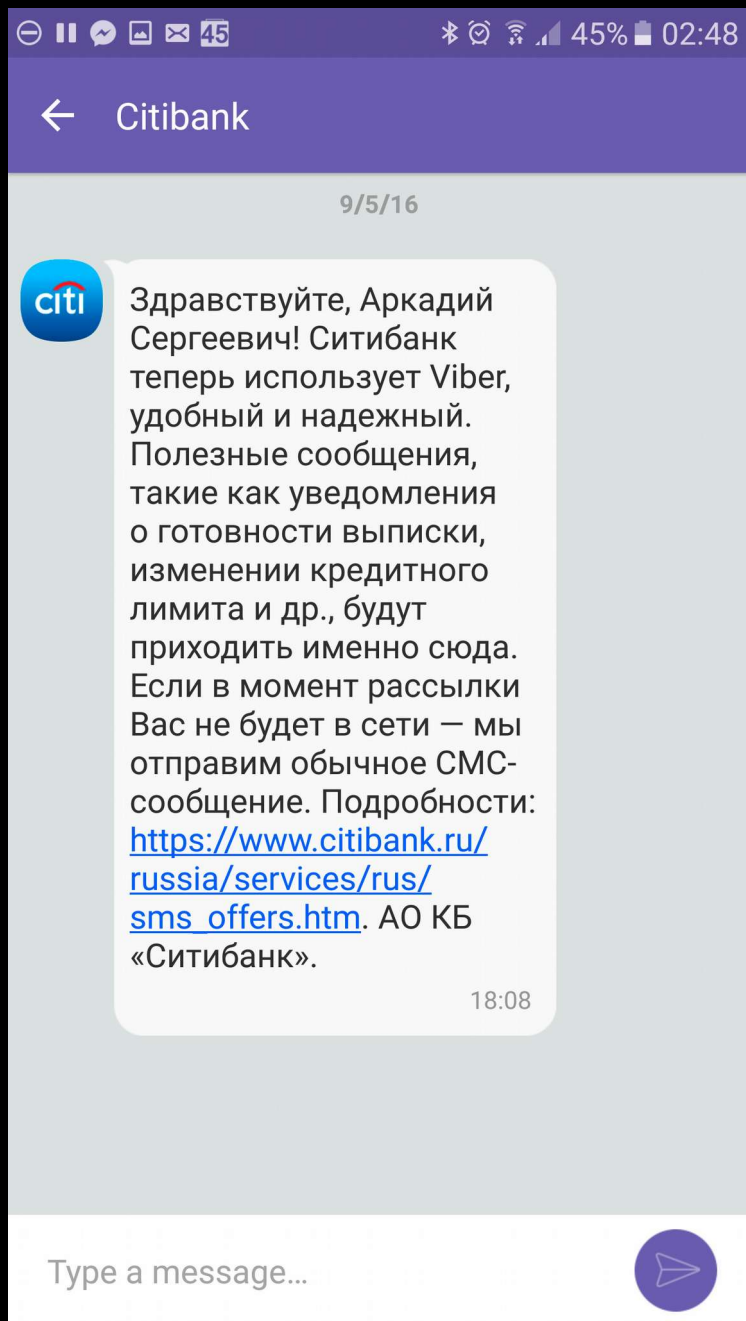 45 45% 02:48
Citibank
9/5/16
citi
Здравствуйте, Аркадий
Сергеевич! Ситибанк
теперь использует Viber,
удобный и надежный.
Полезные сообщения,
такие как уведомления
о готовности выписки,
изменении кредитного
лимита и др., будут
приходить именно сюда.
Если в момент рассылки
Вас не будет в сети — мы
отправим обычное СМС-
сообщение. Подробности:
https://www.citibank.ru/
russia/services/rus/
sms_offers.htm. АО КБ
«Ситибанк».
18:08
Type a message...